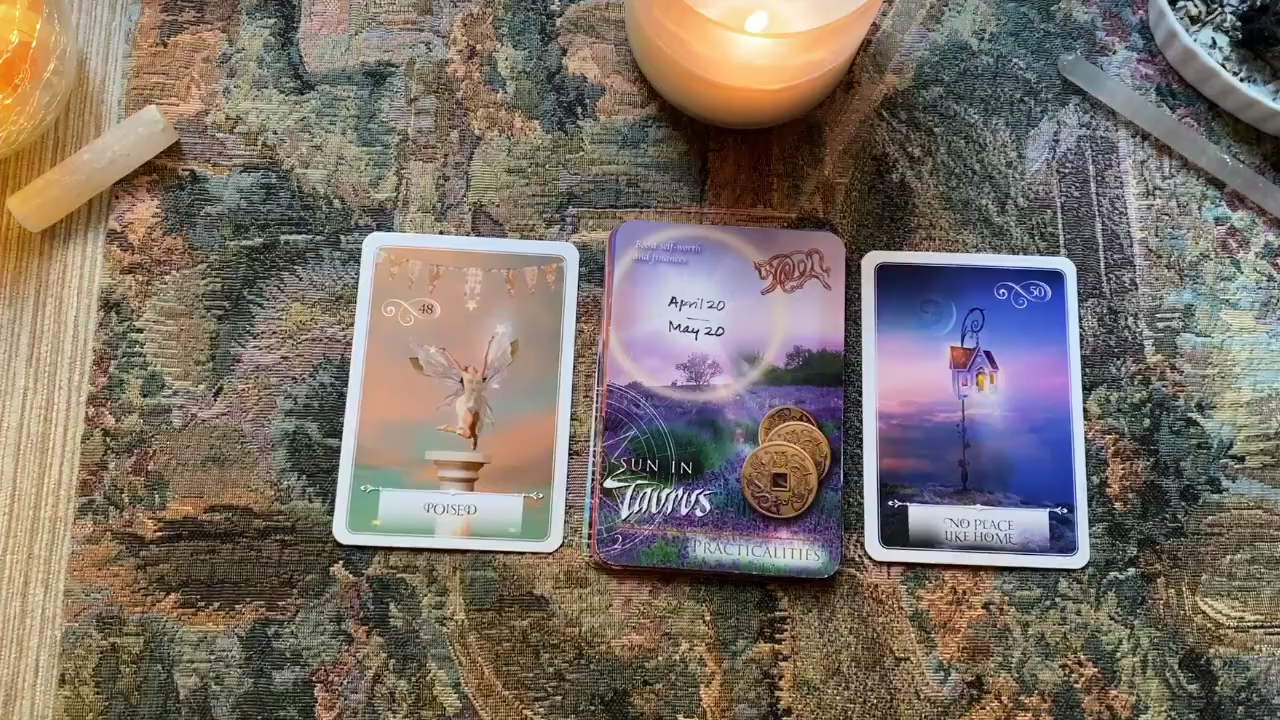 48
POISED
Boost self-worth
and finances
April 20
—
May 20
SUN IN
Taurus
2
PRACTICALITIES
50
NO PLACE
LIKE HOME